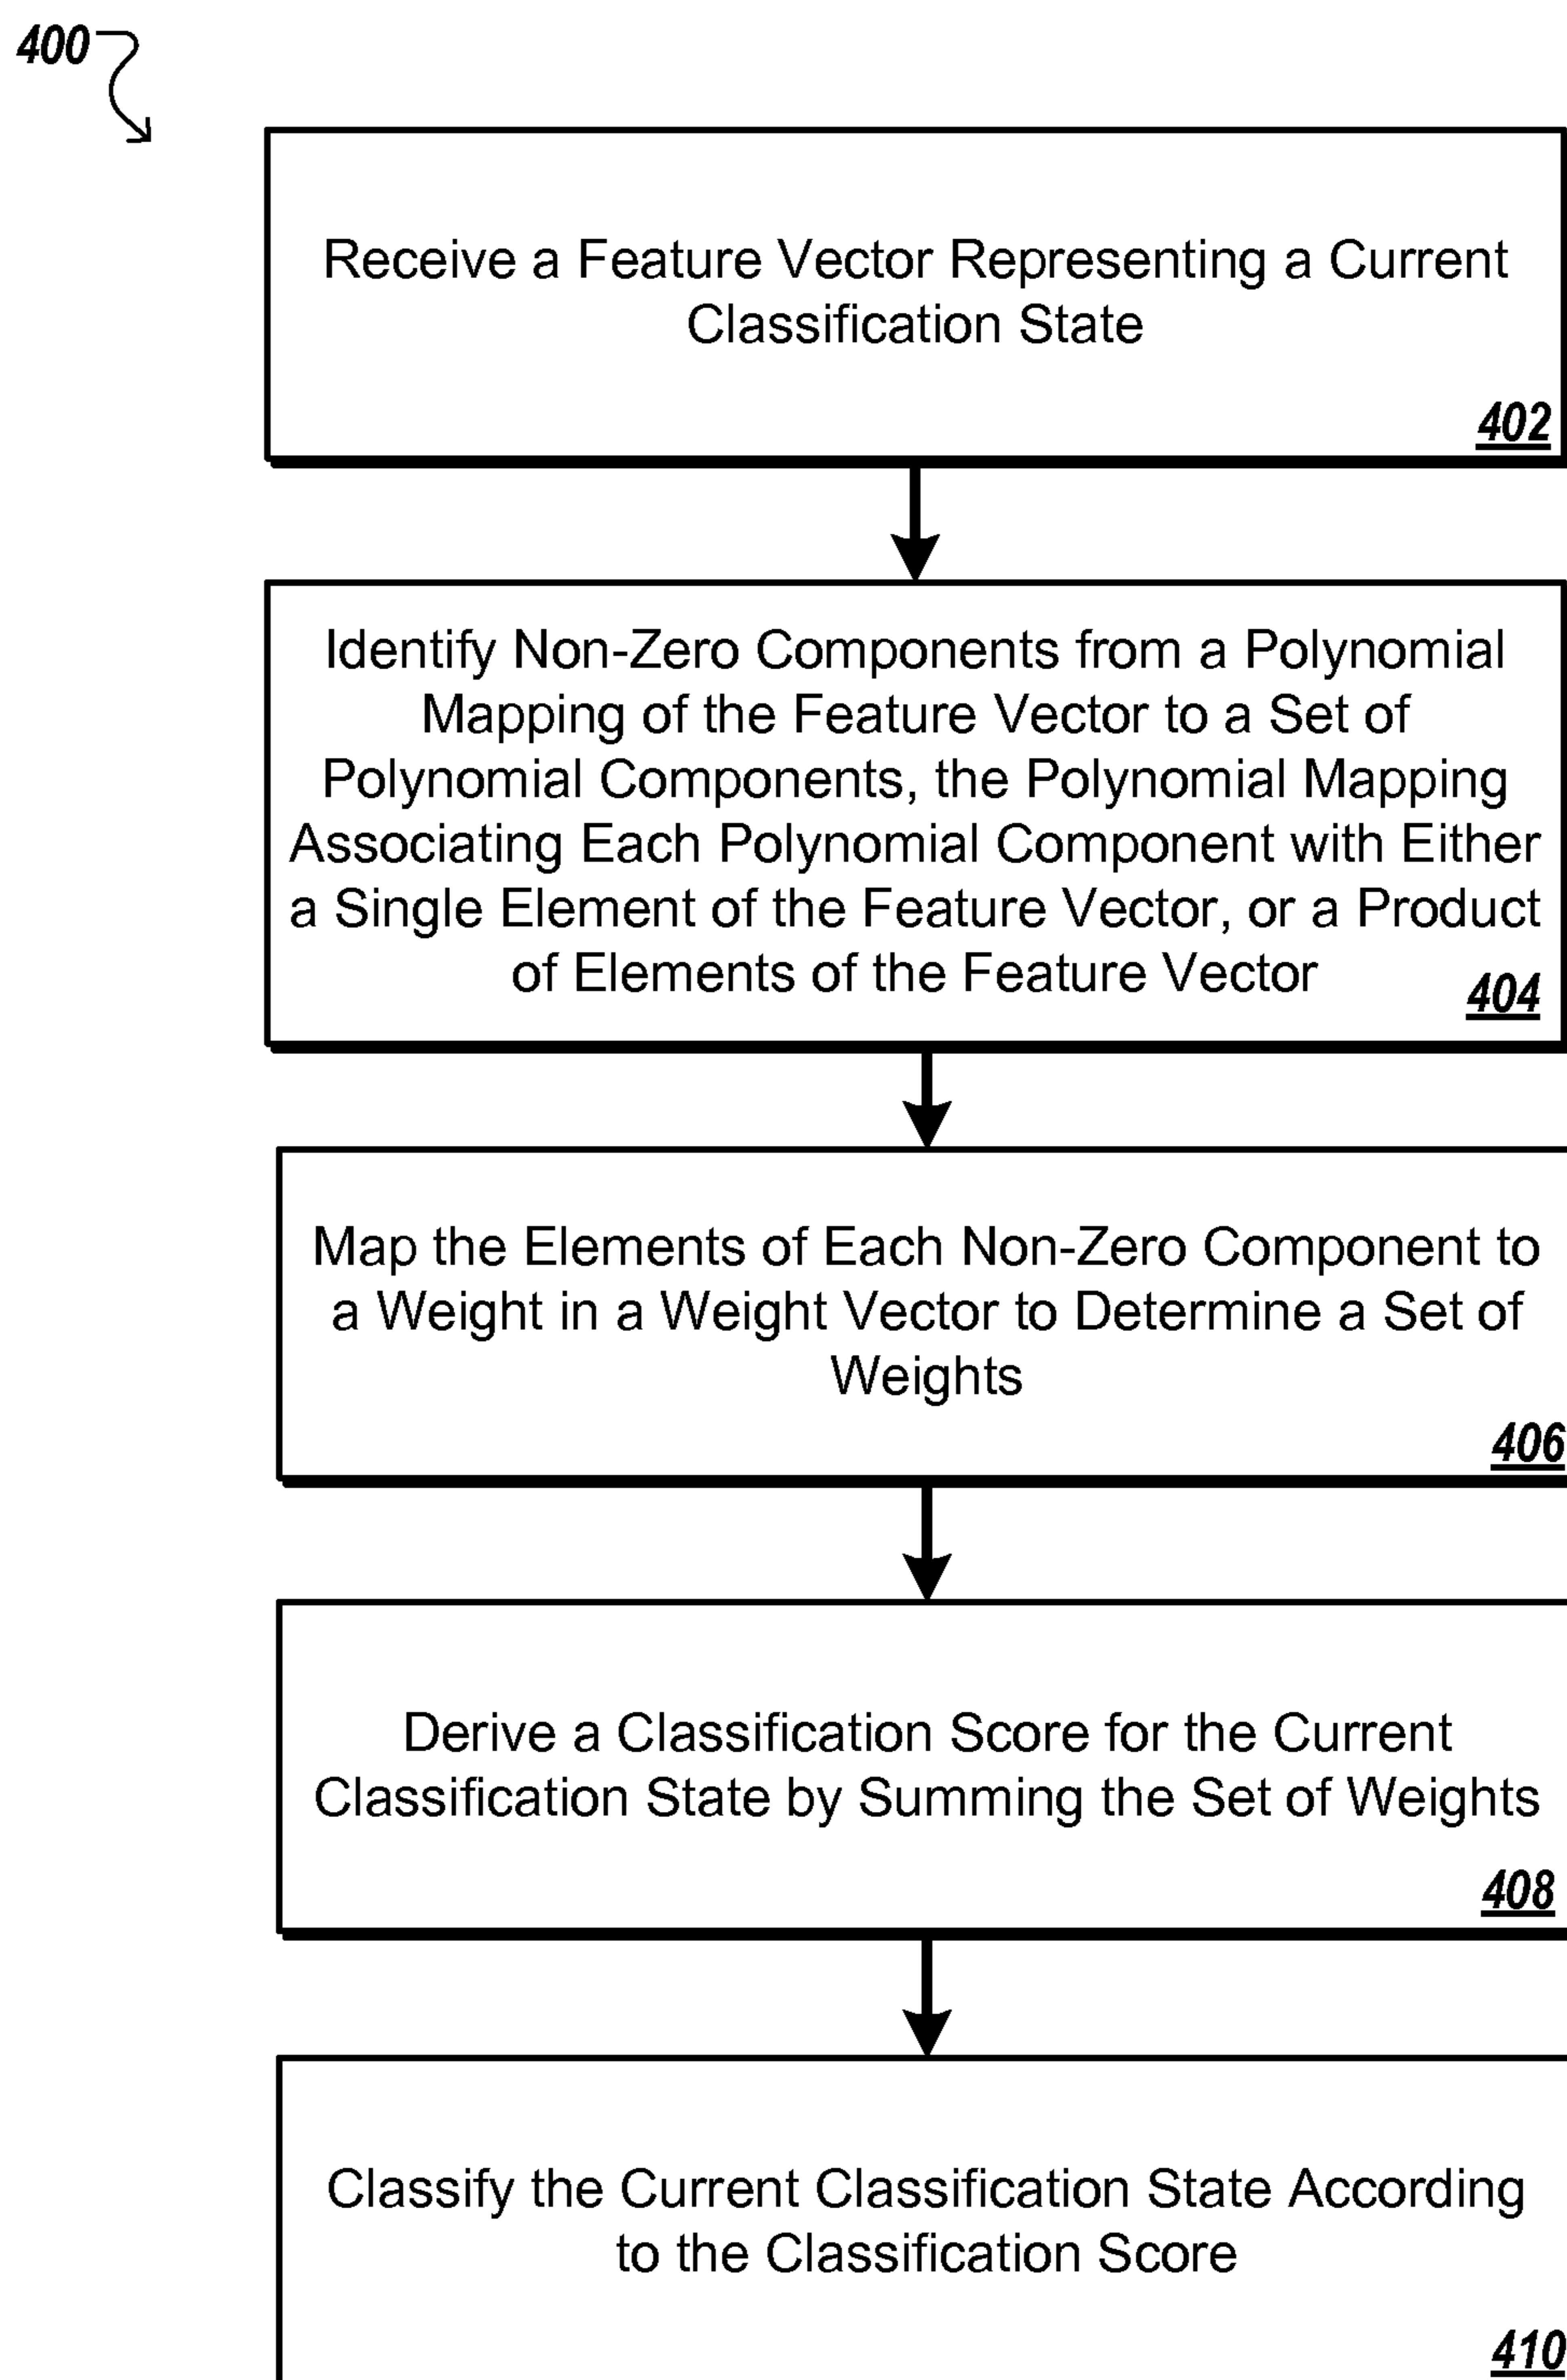 400
Receive a Feature Vector Representing a Current
Classification State
402
Identify Non-Zero Components from a Polynomial
Mapping of the Feature Vector to a Set of
Polynomial Components, the Polynomial Mapping
Associating Each Polynomial Component with Either
a Single Element of the Feature Vector, or a Product
of Elements of the Feature Vector
404
Map the Elements of Each Non-Zero Component to
a Weight in a Weight Vector to Determine a Set of
Weights
406
Derive a Classification Score for the Current
Classification State by Summing the Set of Weights
408
Classify the Current Classification State According
to the Classification Score
410